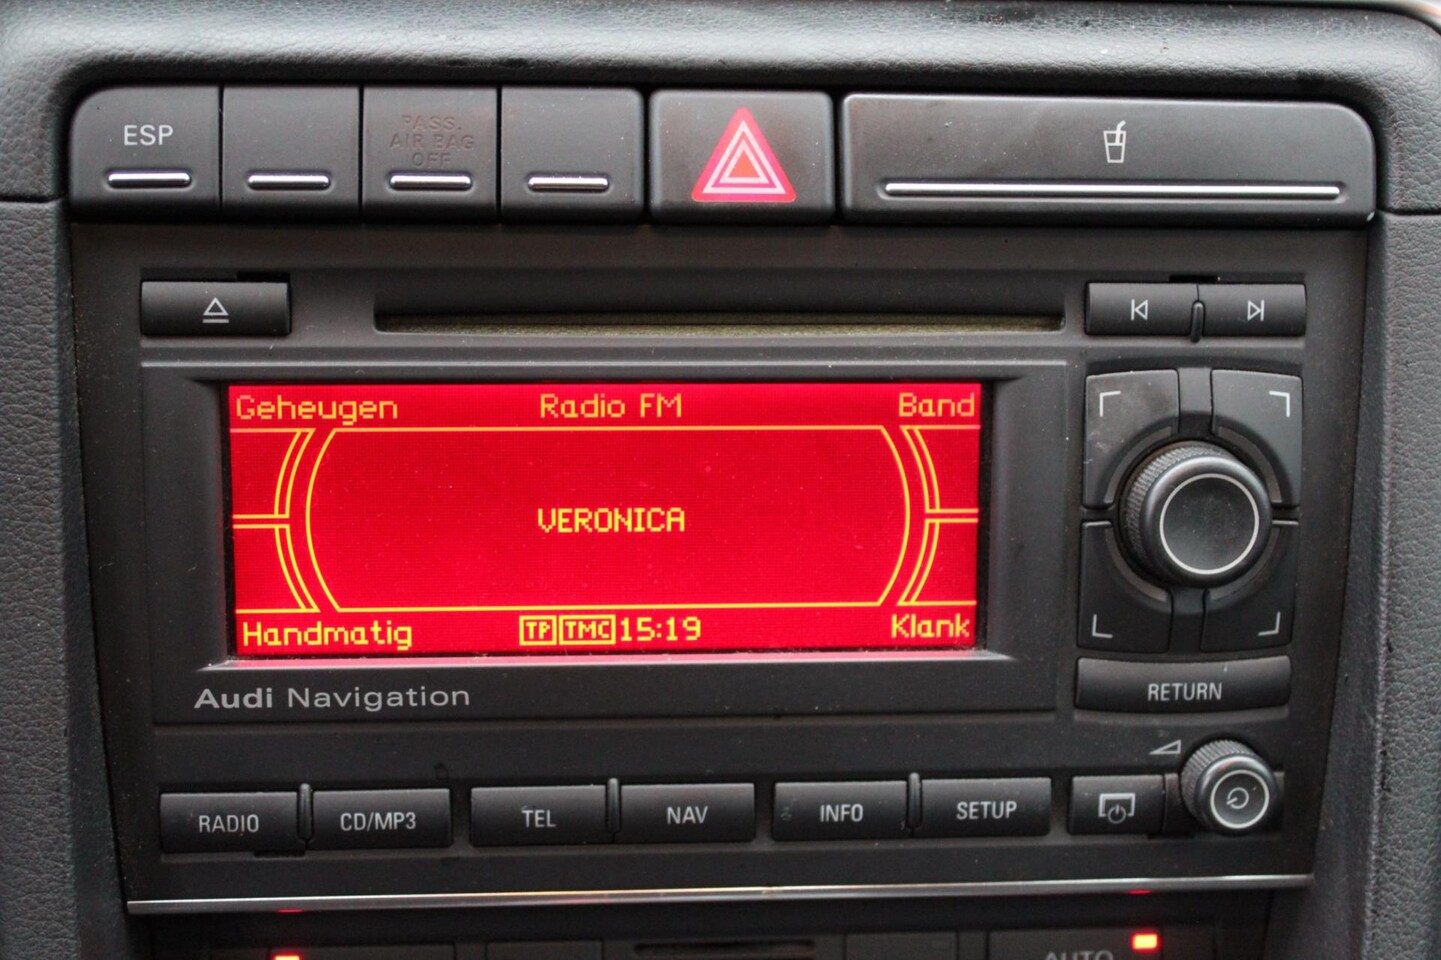 ESP
PASS.
AIR BAG
OFF
Geheugen Radio FM Band
VERONICA
Handmatig TP TMC 15:19 Klank
Audi Navigation
RETURN
RADIO CD/MP3 TEL NAV INFO SETUP
AUTO